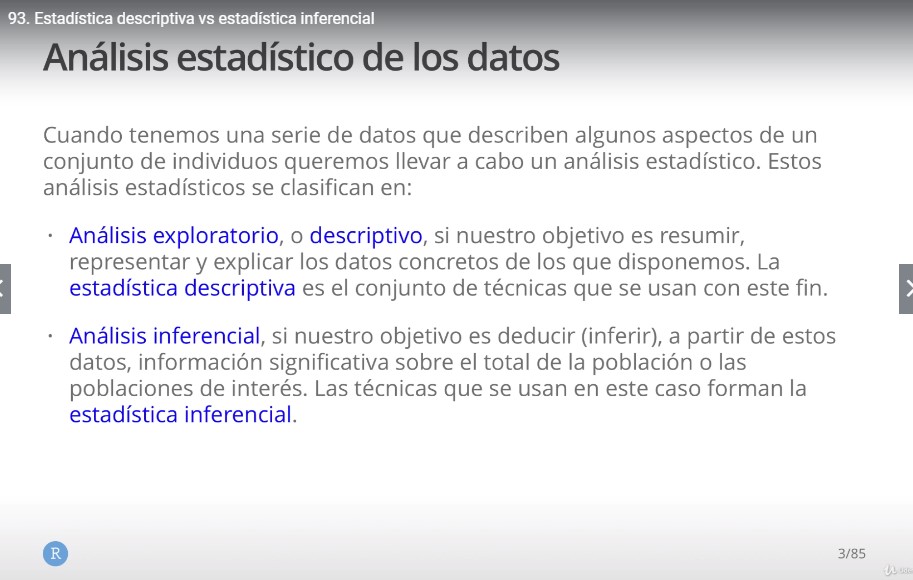 93. Estadística descriptiva vs estadística inferencial
Análisis estadístico de los datos
Cuando tenemos una serie de datos que describen algunos aspectos de un
conjunto de individuos queremos llevar a cabo un análisis estadístico. Estos
análisis estadísticos se clasifican en:
· Análisis exploratorio, o descriptivo, si nuestro objetivo es resumir,
representar y explicar los datos concretos de los que disponemos. La
estadística descriptiva es el conjunto de técnicas que se usan con este fin.
· Análisis inferencial, si nuestro objetivo es deducir (inferir), a partir de estos
datos, información significativa sobre el total de la población o las
poblaciones de interés. Las técnicas que se usan en este caso forman la
estadística inferencial.
R
3/85